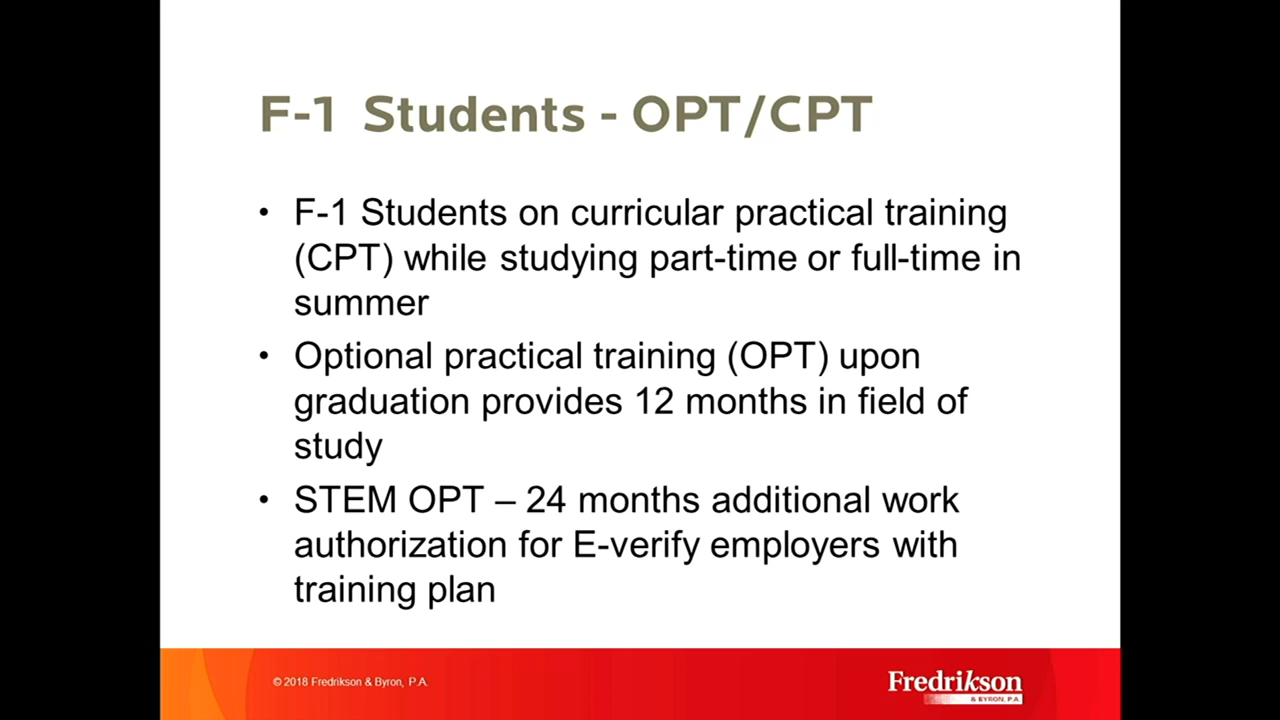 F-1 Students - OPT/CPT
• F-1 Students on curricular practical training
(CPT) while studying part-time or full-time in
summer
• Optional practical training (OPT) upon
graduation provides 12 months in field of
study
• STEM OPT – 24 months additional work
authorization for E-verify employers with
training plan
© 2018 Fredrikson & Byron, P.A.
Fredrikson
& BYRON, P.A.